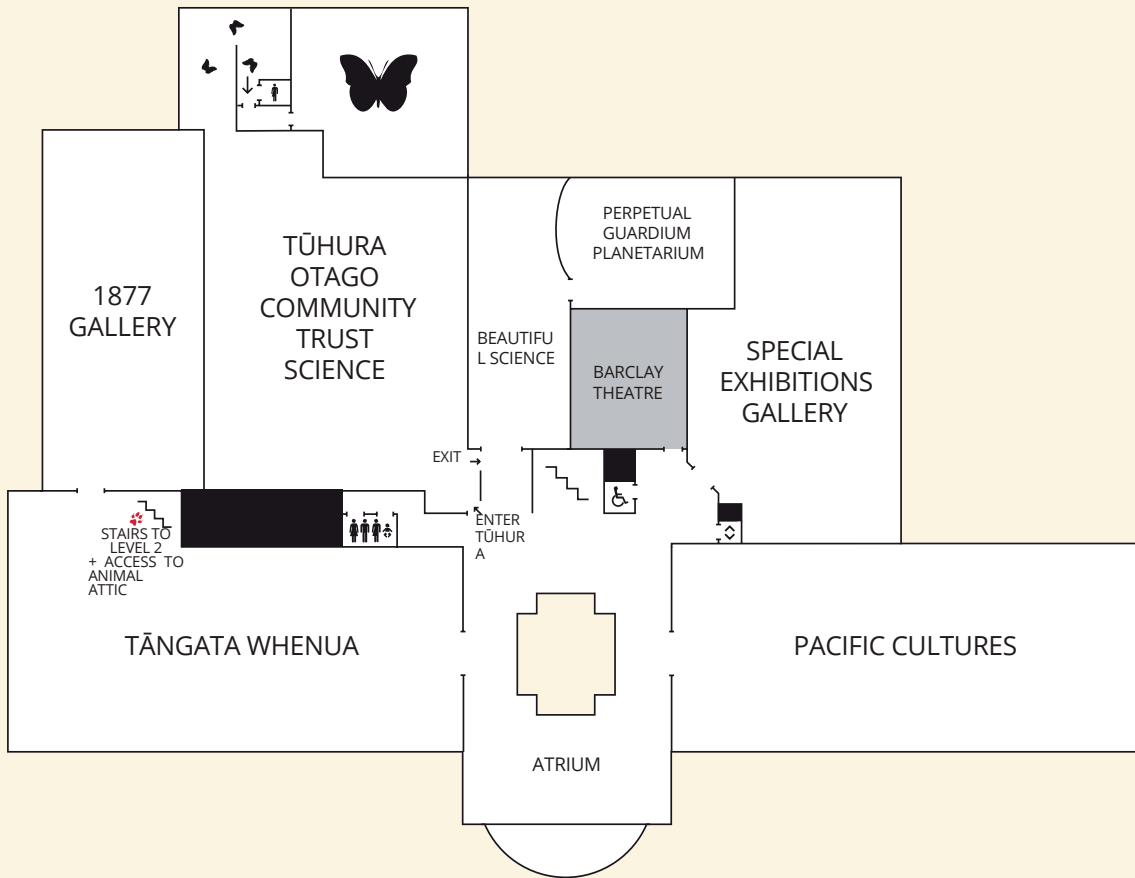 PERPETUAL
GUARDIUM
PLANETARIUM
TŪHURA
OTAGO
COMMUNITY
TRUST
SCIENCE
1877
GALLERY
BEAUTIFU
L SCIENCE
BARCLAY
THEATRE
SPECIAL
EXHIBITIONS
GALLERY
EXIT
ENTER
TŪHUR
A
STAIRS TO
LEVEL 2
+ ACCESS TO
ANIMAL
ATTIC
TĀNGATA WHENUA
PACIFIC CULTURES
ATRIUM